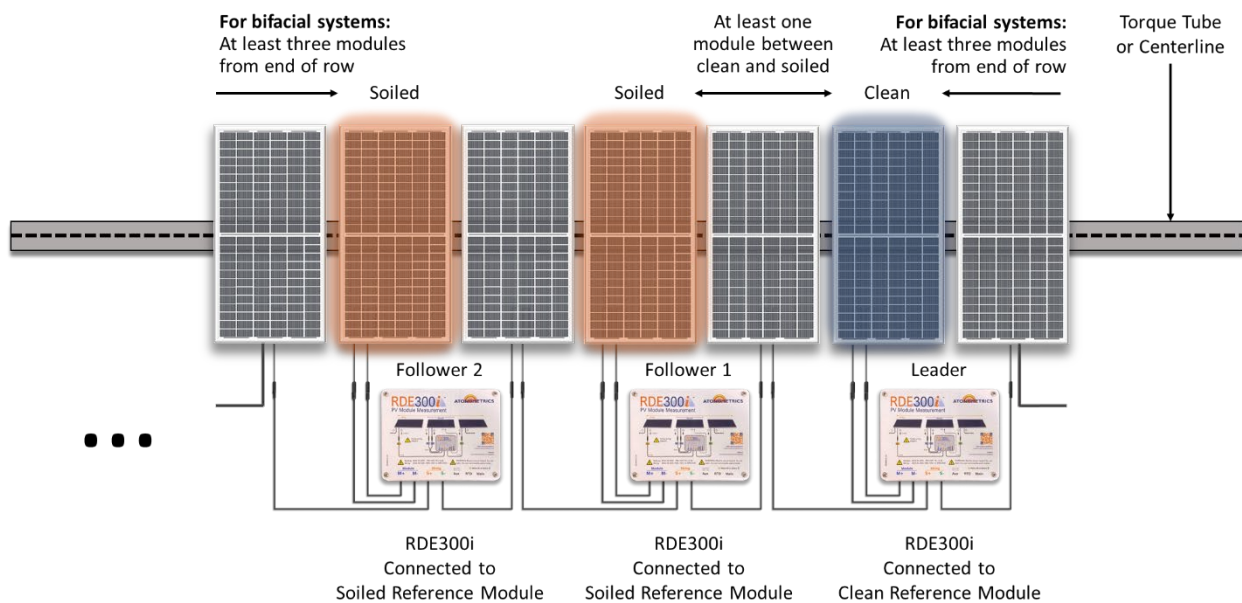 For bifacial systems:
At least three modules
from end of row
At least one
module between
clean and soiled
For bifacial systems:
At least three modules
from end of row
Torque Tube
or Centerline
Soiled
Soiled
Clean
Follower 2
Follower 1
Leader
RDE300i ATONOMETRICS
PV Module Measurement
RDE300i ATONOMETRICS
PV Module Measurement
RDE300i ATONOMETRICS
PV Module Measurement
RDE300i
Connected to
Soiled Reference Module
RDE300i
Connected to
Soiled Reference Module
RDE300i
Connected to
Clean Reference Module